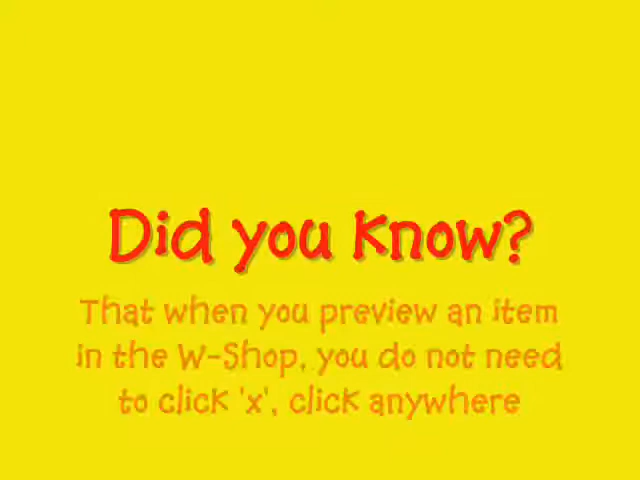 Did you know?
That when you preview an item
in the W-Shop, you do not need
to click 'x', click anywhere